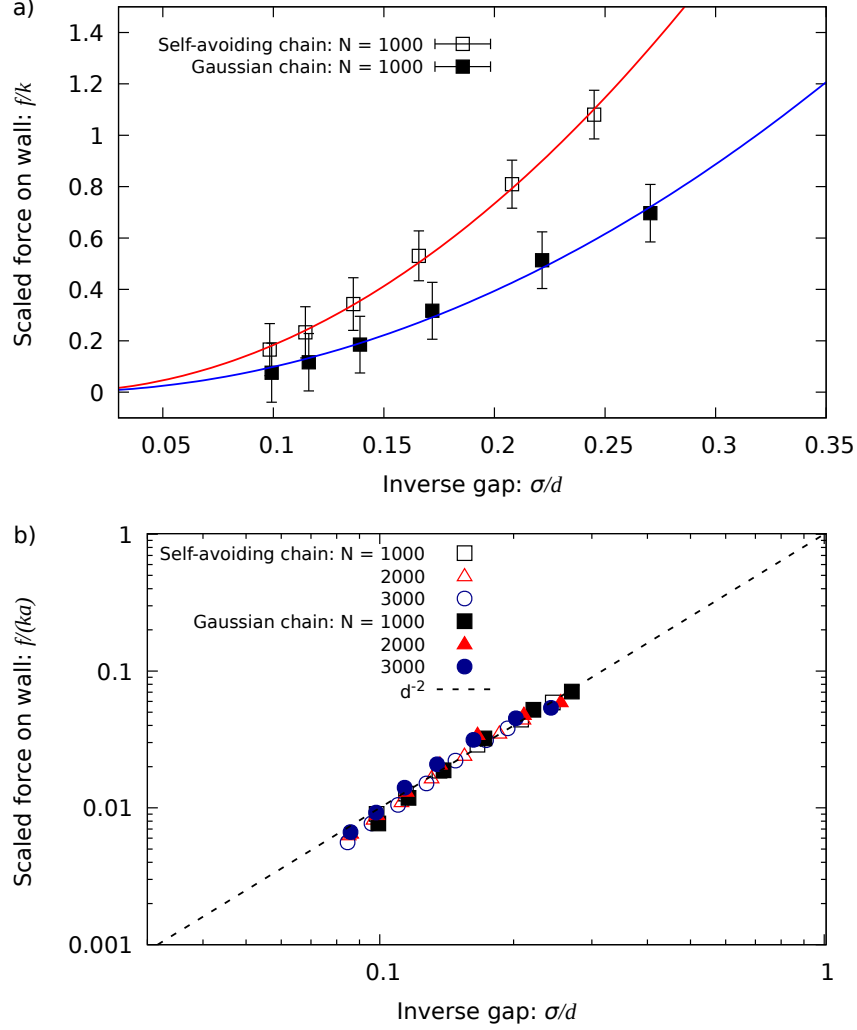 a)
1.4
1.2
1
0.8
0.6
0.4
0.2
0
Scaled force on wall: f/k
Self-avoiding chain: N = 1000
Gaussian chain: N = 1000
0.05 0.1 0.15 0.2 0.25 0.3 0.35
Inverse gap: σ/d
b)
1
0.1
0.01
0.001
Scaled force on wall: f/(ka)
Self-avoiding chain: N = 1000
2000
3000
Gaussian chain: N = 1000
2000
3000
d⁻²
0.1 1
Inverse gap: σ/d